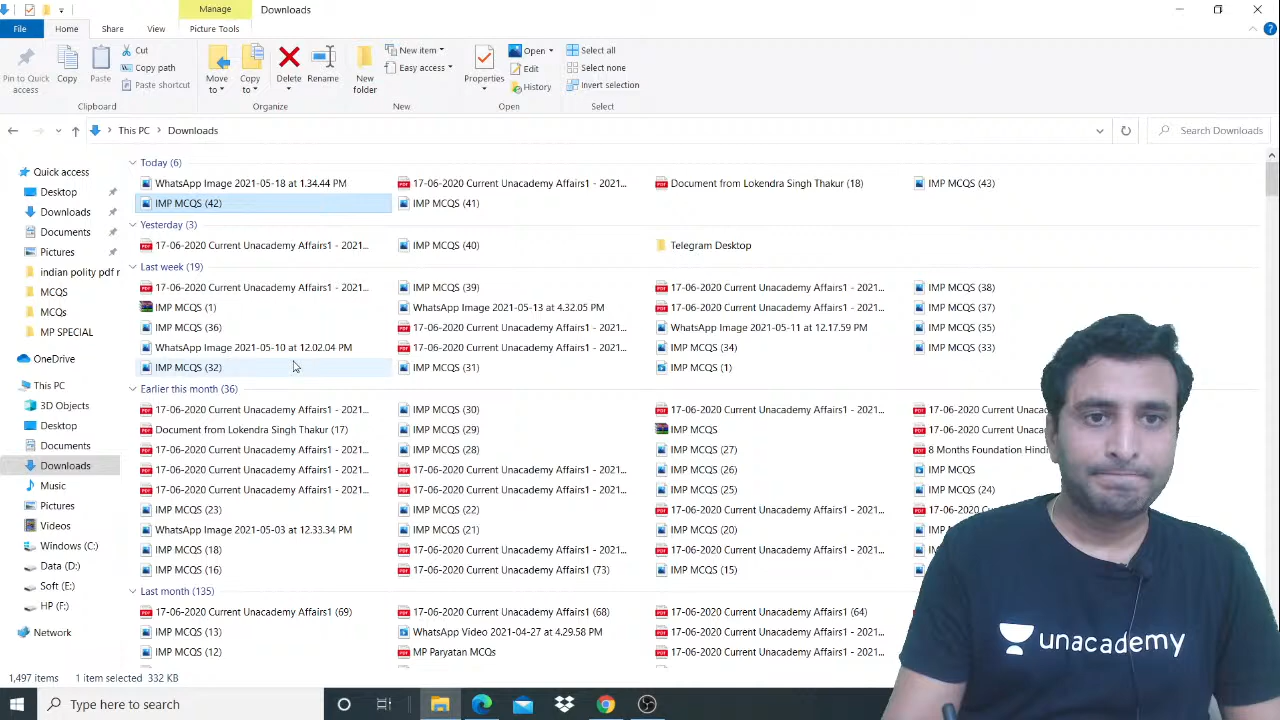 Manage
Downloads
File
Home
Share
View
Picture Tools
Pin to Quick access
Copy
Paste
Cut
Copy path
Paste shortcut
Clipboard
Move to
Copy to
Delete
Rename
Organize
New folder
New item
Easy access
New
Properties
Open
Edit
History
Open
Select all
Select none
Invert selection
Select
This PC
Downloads
Search Downloads
Quick access
Desktop
Downloads
Documents
Pictures
indian polity pdf r
MCQS
MCQs
MP SPECIAL
OneDrive
This PC
3D Objects
Desktop
Documents
Downloads
Music
Pictures
Videos
Windows (C:)
Data (D:)
Soft (E:)
HP (F:)
Network
Today (6)
WhatsApp Image 2021-05-18 at 1.34.44 PM
17-06-2020 Current Unacademy Affairs1 - 2021...
Document from Lokendra Singh Thakur (18)
IMP MCQS (43)
IMP MCQS (42)
IMP MCQS (41)
Yesterday (3)
17-06-2020 Current Unacademy Affairs1 - 2021...
IMP MCQS (40)
Telegram Desktop
Last week (19)
17-06-2020 Current Unacademy Affairs1 - 2021...
IMP MCQS (39)
17-06-2020 Current Unacademy Affairs1 - 2021...
IMP MCQS (38)
IMP MCQS (1)
WhatsApp Image 2021-05-13 at 4.32.05 PM
17-06-2020 Current Unacademy Affairs1 - 2021...
IMP MCQS (37)
IMP MCQS (36)
17-06-2020 Current Unacademy Affairs1 - 2021...
WhatsApp Image 2021-05-11 at 12.17.59 PM
IMP MCQS (35)
WhatsApp Image 2021-05-10 at 12.02.04 PM
17-06-2020 Current Unacademy Affairs1 - 2021...
IMP MCQS (34)
IMP MCQS (33)
IMP MCQS (32)
IMP MCQS (31)
IMP MCQS (1)
Earlier this month (36)
17-06-2020 Current Unacademy Affairs1 - 2021...
IMP MCQS (30)
17-06-2020 Current Unacademy Affairs1 - 2021...
17-06-2020 Current Una
Document from Lokendra Singh Thakur (17)
IMP MCQS (29)
IMP MCQS
17-06-2020 Current Un
17-06-2020 Current Unacademy Affairs1 - 2021...
IMP MCQS (28)
IMP MCQS (27)
8 Months Foundation Hindi
17-06-2020 Current Unacademy Affairs1 - 2021...
17-06-2020 Current Unacademy Affairs1 - 2021...
IMP MCQS (26)
IMP MCQS
17-06-2020 Current Unacademy Affairs1 - 2021...
17-06-2020 Current Unacademy Affairs1 - 2021...
IMP MCQS (25)
IMP MCQS (24)
IMP MCQS
IMP MCQS
17-06-2020 Current Unacademy Affairs1 - 2021...
17-06-2020
WhatsApp Image 2021-05-03 at 12.33.34 PM
IMP MCQS (21)
IMP MCQS (20)
IMP MCQS
IMP MCQS (18)
17-06-2020 Current Unacademy Affairs1 - 2021...
17-06-2020 Current Unacademy Affairs1 - 2021...
IMP MCQS (16)
17-06-2020 Current Unacademy Affairs1 (73)
IMP MCQS (15)
Last month (135)
17-06-2020 Current Unacademy Affairs1 (69)
17-06-2020 Current Unacademy Affairs1 (68)
17-06-2020 Current Unacademy Affairs1 (64)
IMP MCQS (13)
WhatsApp Video 2021-04-27 at 4.29.58 PM
17-06-2020 Current Unacademy Affairs1 - 2021...
IMP MCQS (12)
MP Paryatan MCQs
17-06-2020 Current Unacademy Affairs1 - 2021...
unacademy
1,497 items
1 item selected 332 KB
Type here to search